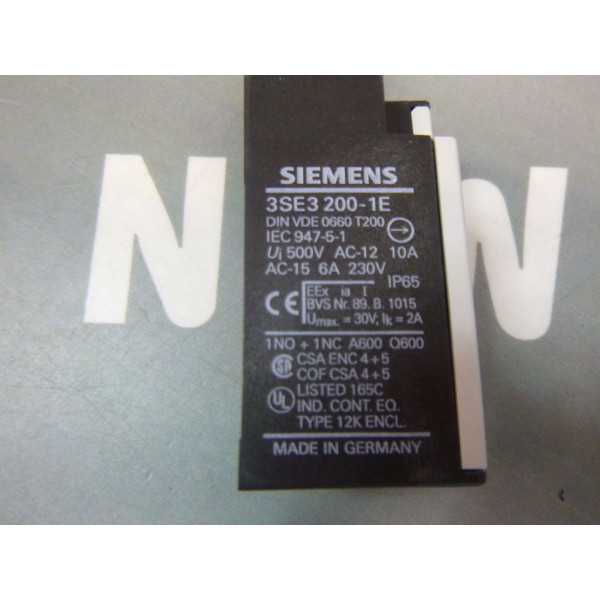 N W
SIEMENS
3SE3 200-1E
DIN VDE 0660 T200
IEC 947-5-1
Ui 500V AC-12 10A
AC-15 6A 230V
IP65
CE
EEx ia I
BVS Nr. 89. B. 1015
Umax. = 30V; Ik = 2A
1NO + 1NC A600 Q600
CSA ENC 4+5
COF CSA 4+5
UL LISTED 165C
IND. CONT. EQ.
TYPE 12K ENCL.
MADE IN GERMANY